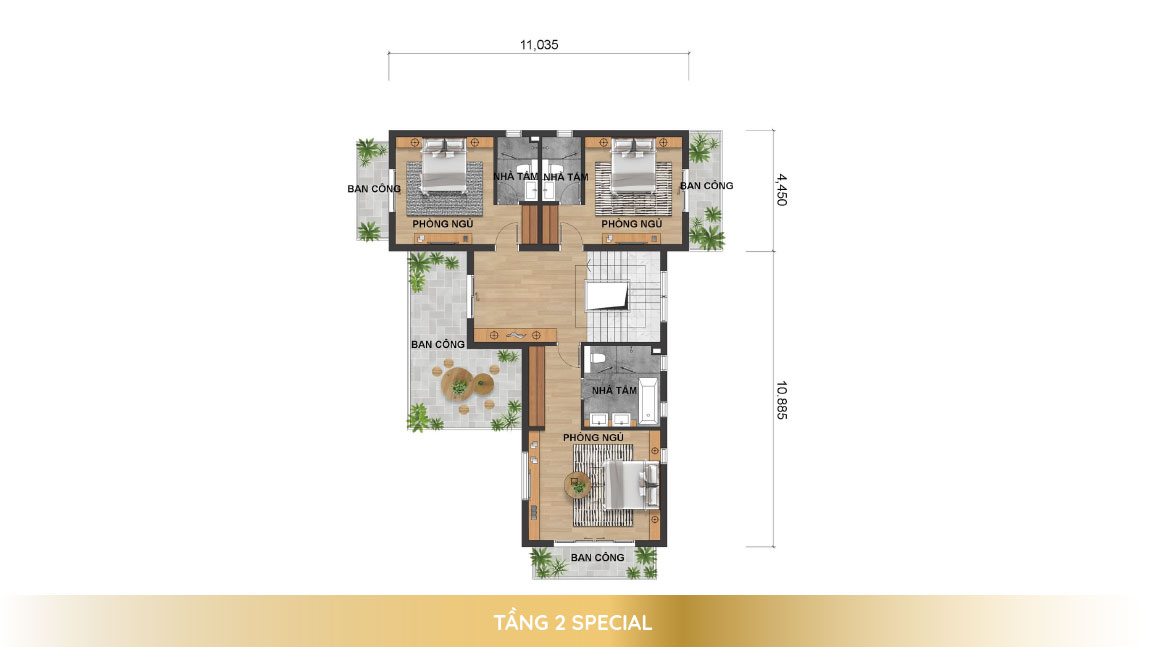 11,035
BAN CÔNG
NHÀ TẮM
NHÀ TẮM
BAN CÔNG
4,450
PHÒNG NGỦ
PHÒNG NGỦ
BAN CÔNG
NHÀ TẮM
10.885
PHÒNG NGỦ
BAN CÔNG
TẦNG 2 SPECIAL